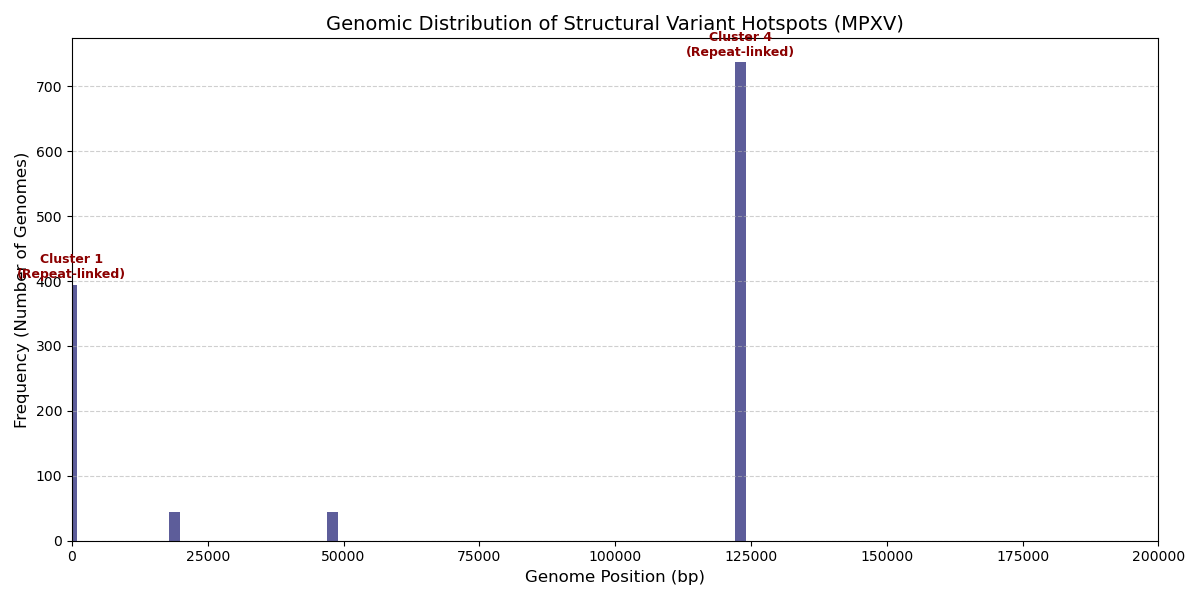 Genomic Distribution of Structural Variant Hotspots (MPXV)
Cluster 4
(Repeat-linked)
Cluster 1
(Repeat-linked)
Frequency (Number of Genomes)
700
600
500
400
300
200
100
0
0 25000 50000 75000 100000 125000 150000 175000 200000
Genome Position (bp)